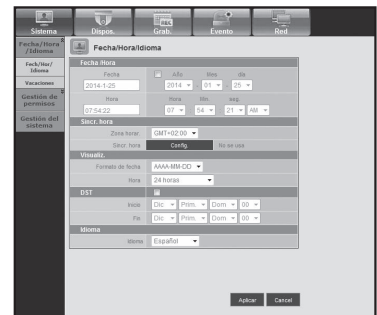 Sistema Dispos. Grab. Evento Red
REC
Fecha/Hora/Idioma
Fech/Hor/Idioma
Vacaciones
Gestión de permisos
Gestión del sistema
Fecha/Hora/Idioma
Fecha /Hora
Fecha Año Mes día
2014-1-25 2014 - 01 - 25
Hora Hora Min. seg.
07:54:22 07 : 54 : 21 AM
Sincr. hora
Zona horar. GMT+02:00
Sincr. hora Config. No se usa
Visualiz.
Formato de fecha AAAA-MM-DD
Hora 24 horas
DST
Inicio Dic Prim. Dom 00
Fin Dic Prim. Dom 00
Idioma
Idioma Español
Aplicar Cancel